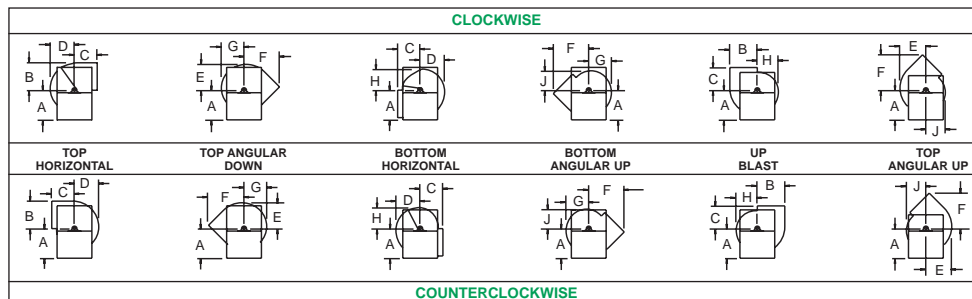 CLOCKWISE
D C B A
G F E A
C D H A
F G J A
B H C A
E F A J
TOP HORIZONTAL
TOP ANGULAR DOWN
BOTTOM HORIZONTAL
BOTTOM ANGULAR UP
UP BLAST
TOP ANGULAR UP
C D B A
F G E A
D C H A
G F J A
H B C A
J F A E
COUNTERCLOCKWISE